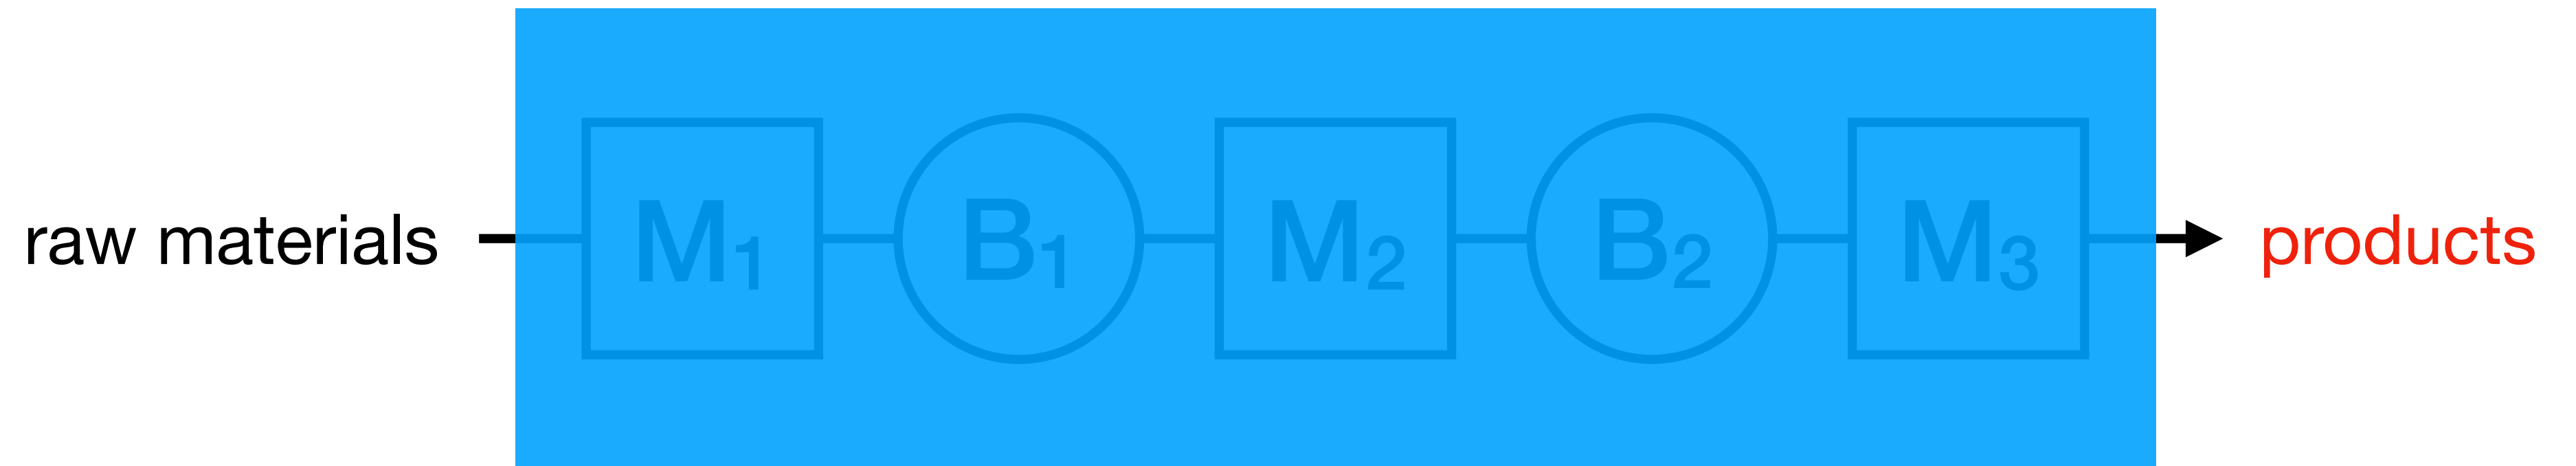 raw materials M₁ B₁ M₂ B₂ M₃ products